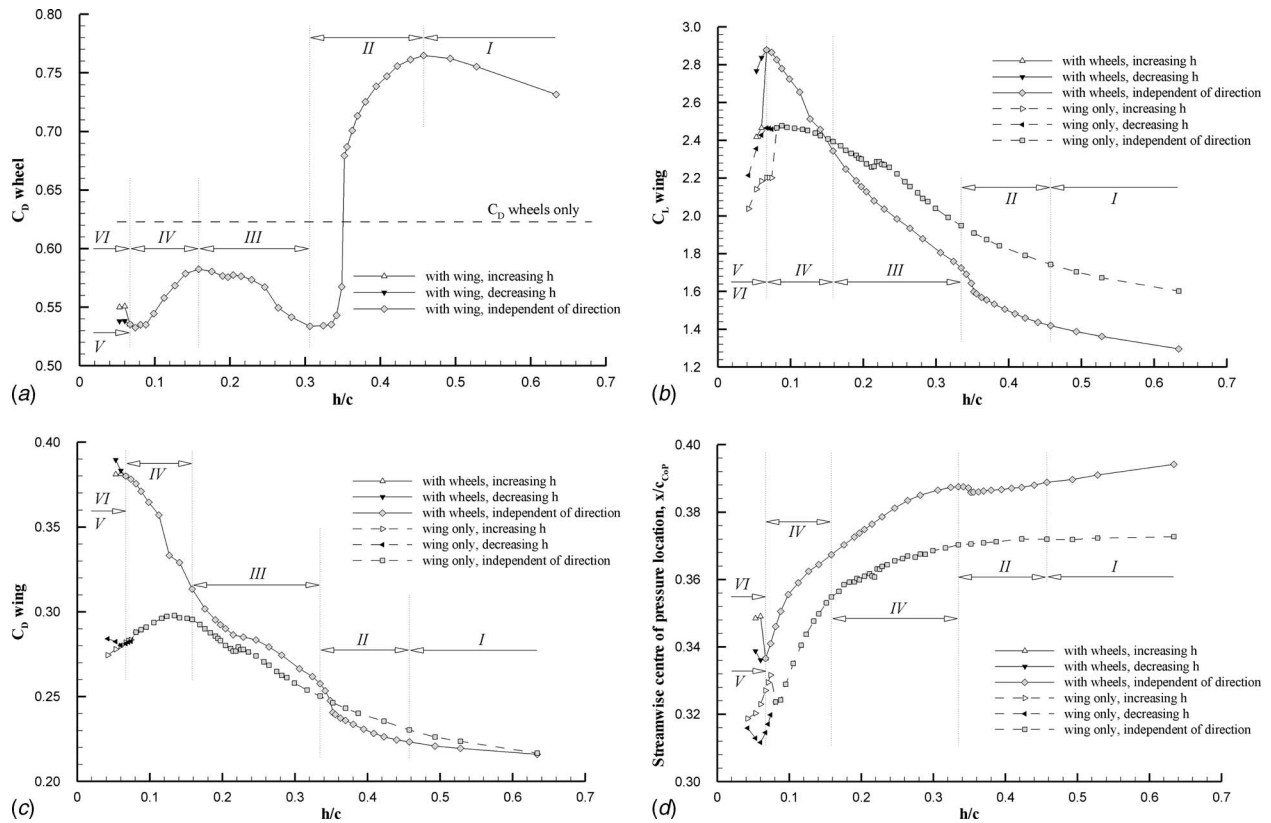 0.80
0.75
0.70
0.65
0.60
0.55
0.50
C_D wheel
II
I
C_D wheels only
VI
IV
III
V
with wing, increasing h
with wing, decreasing h
with wing, independent of direction
0 0.1 0.2 0.3 0.4 0.5 0.6 0.7
h/c
(a)
3.0
2.8
2.6
2.4
2.2
2.0
1.8
1.6
1.4
1.2
C_L wing
with wheels, increasing h
with wheels, decreasing h
with wheels, independent of direction
wing only, increasing h
wing only, decreasing h
wing only, independent of direction
II
I
V
VI
IV
III
0 0.1 0.2 0.3 0.4 0.5 0.6 0.7
h/c
(b)
0.40
0.35
0.30
0.25
0.20
C_D wing
IV
VI
V
III
II
I
with wheels, increasing h
with wheels, decreasing h
with wheels, independent of direction
wing only, increasing h
wing only, decreasing h
wing only, independent of direction
0 0.1 0.2 0.3 0.4 0.5 0.6 0.7
h/c
(c)
0.40
0.38
0.36
0.34
0.32
0.30
Streamwise centre of pressure location, x/c_CoP
IV
VI
V
IV
II
I
with wheels, increasing h
with wheels, decreasing h
with wheels, independent of direction
wing only, increasing h
wing only, decreasing h
wing only, independent of direction
0 0.1 0.2 0.3 0.4 0.5 0.6 0.7
h/c
(d)